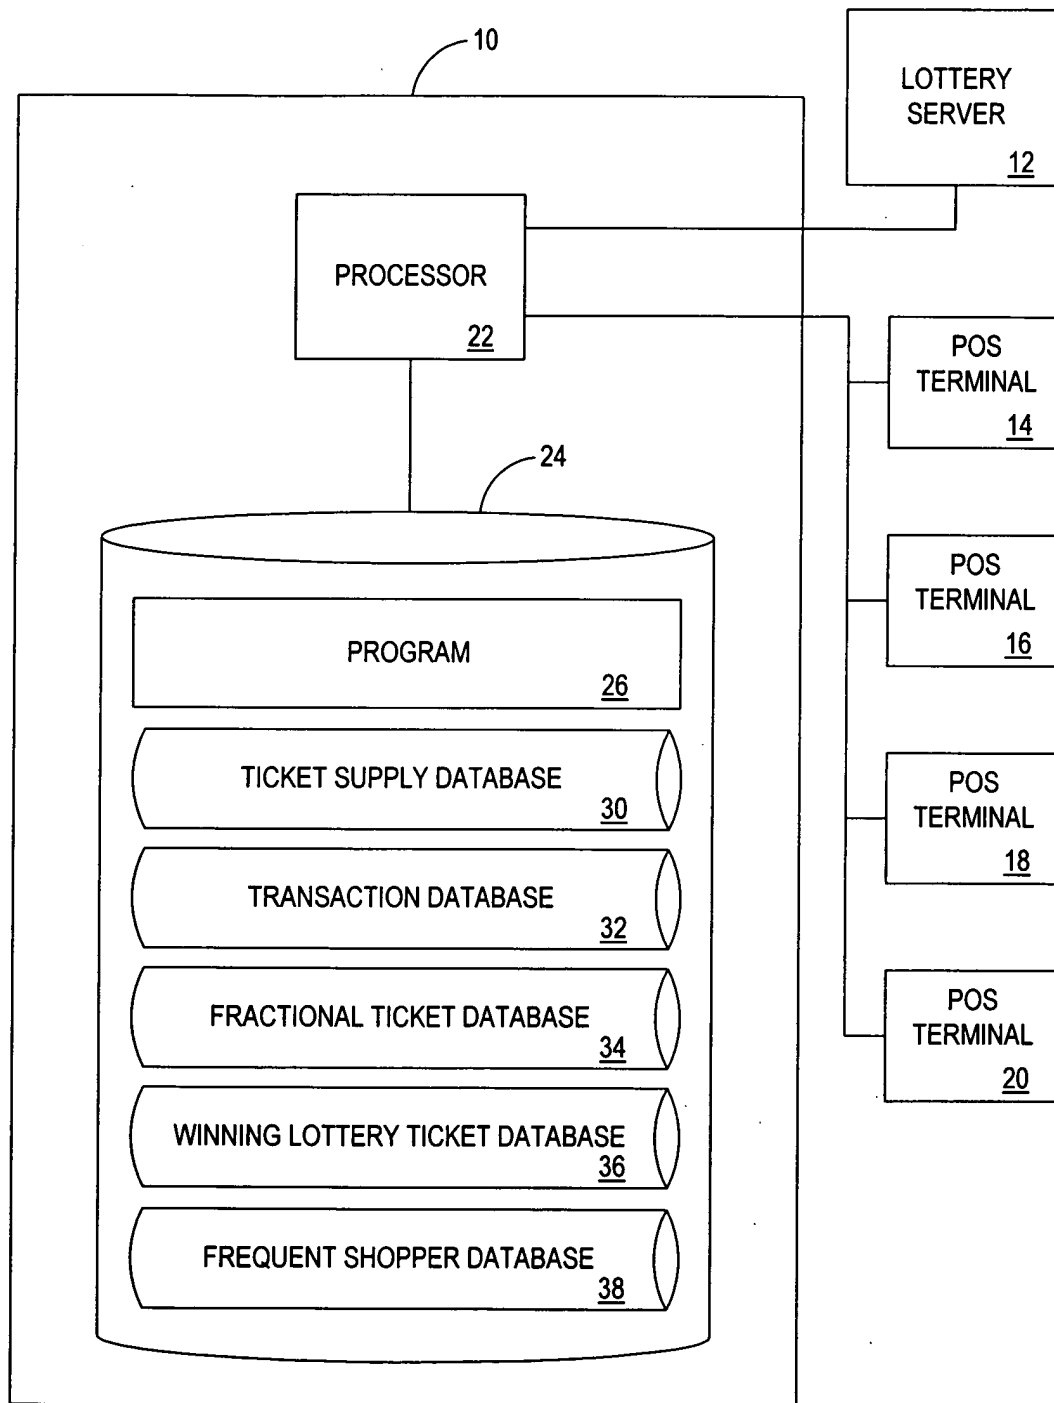 10
LOTTERY
SERVER
12
PROCESSOR
22
POS
TERMINAL
14
24
POS
TERMINAL
16
PROGRAM
26
TICKET SUPPLY DATABASE
30
POS
TERMINAL
18
TRANSACTION DATABASE
32
FRACTIONAL TICKET DATABASE
34
POS
TERMINAL
20
WINNING LOTTERY TICKET DATABASE
36
FREQUENT SHOPPER DATABASE
38